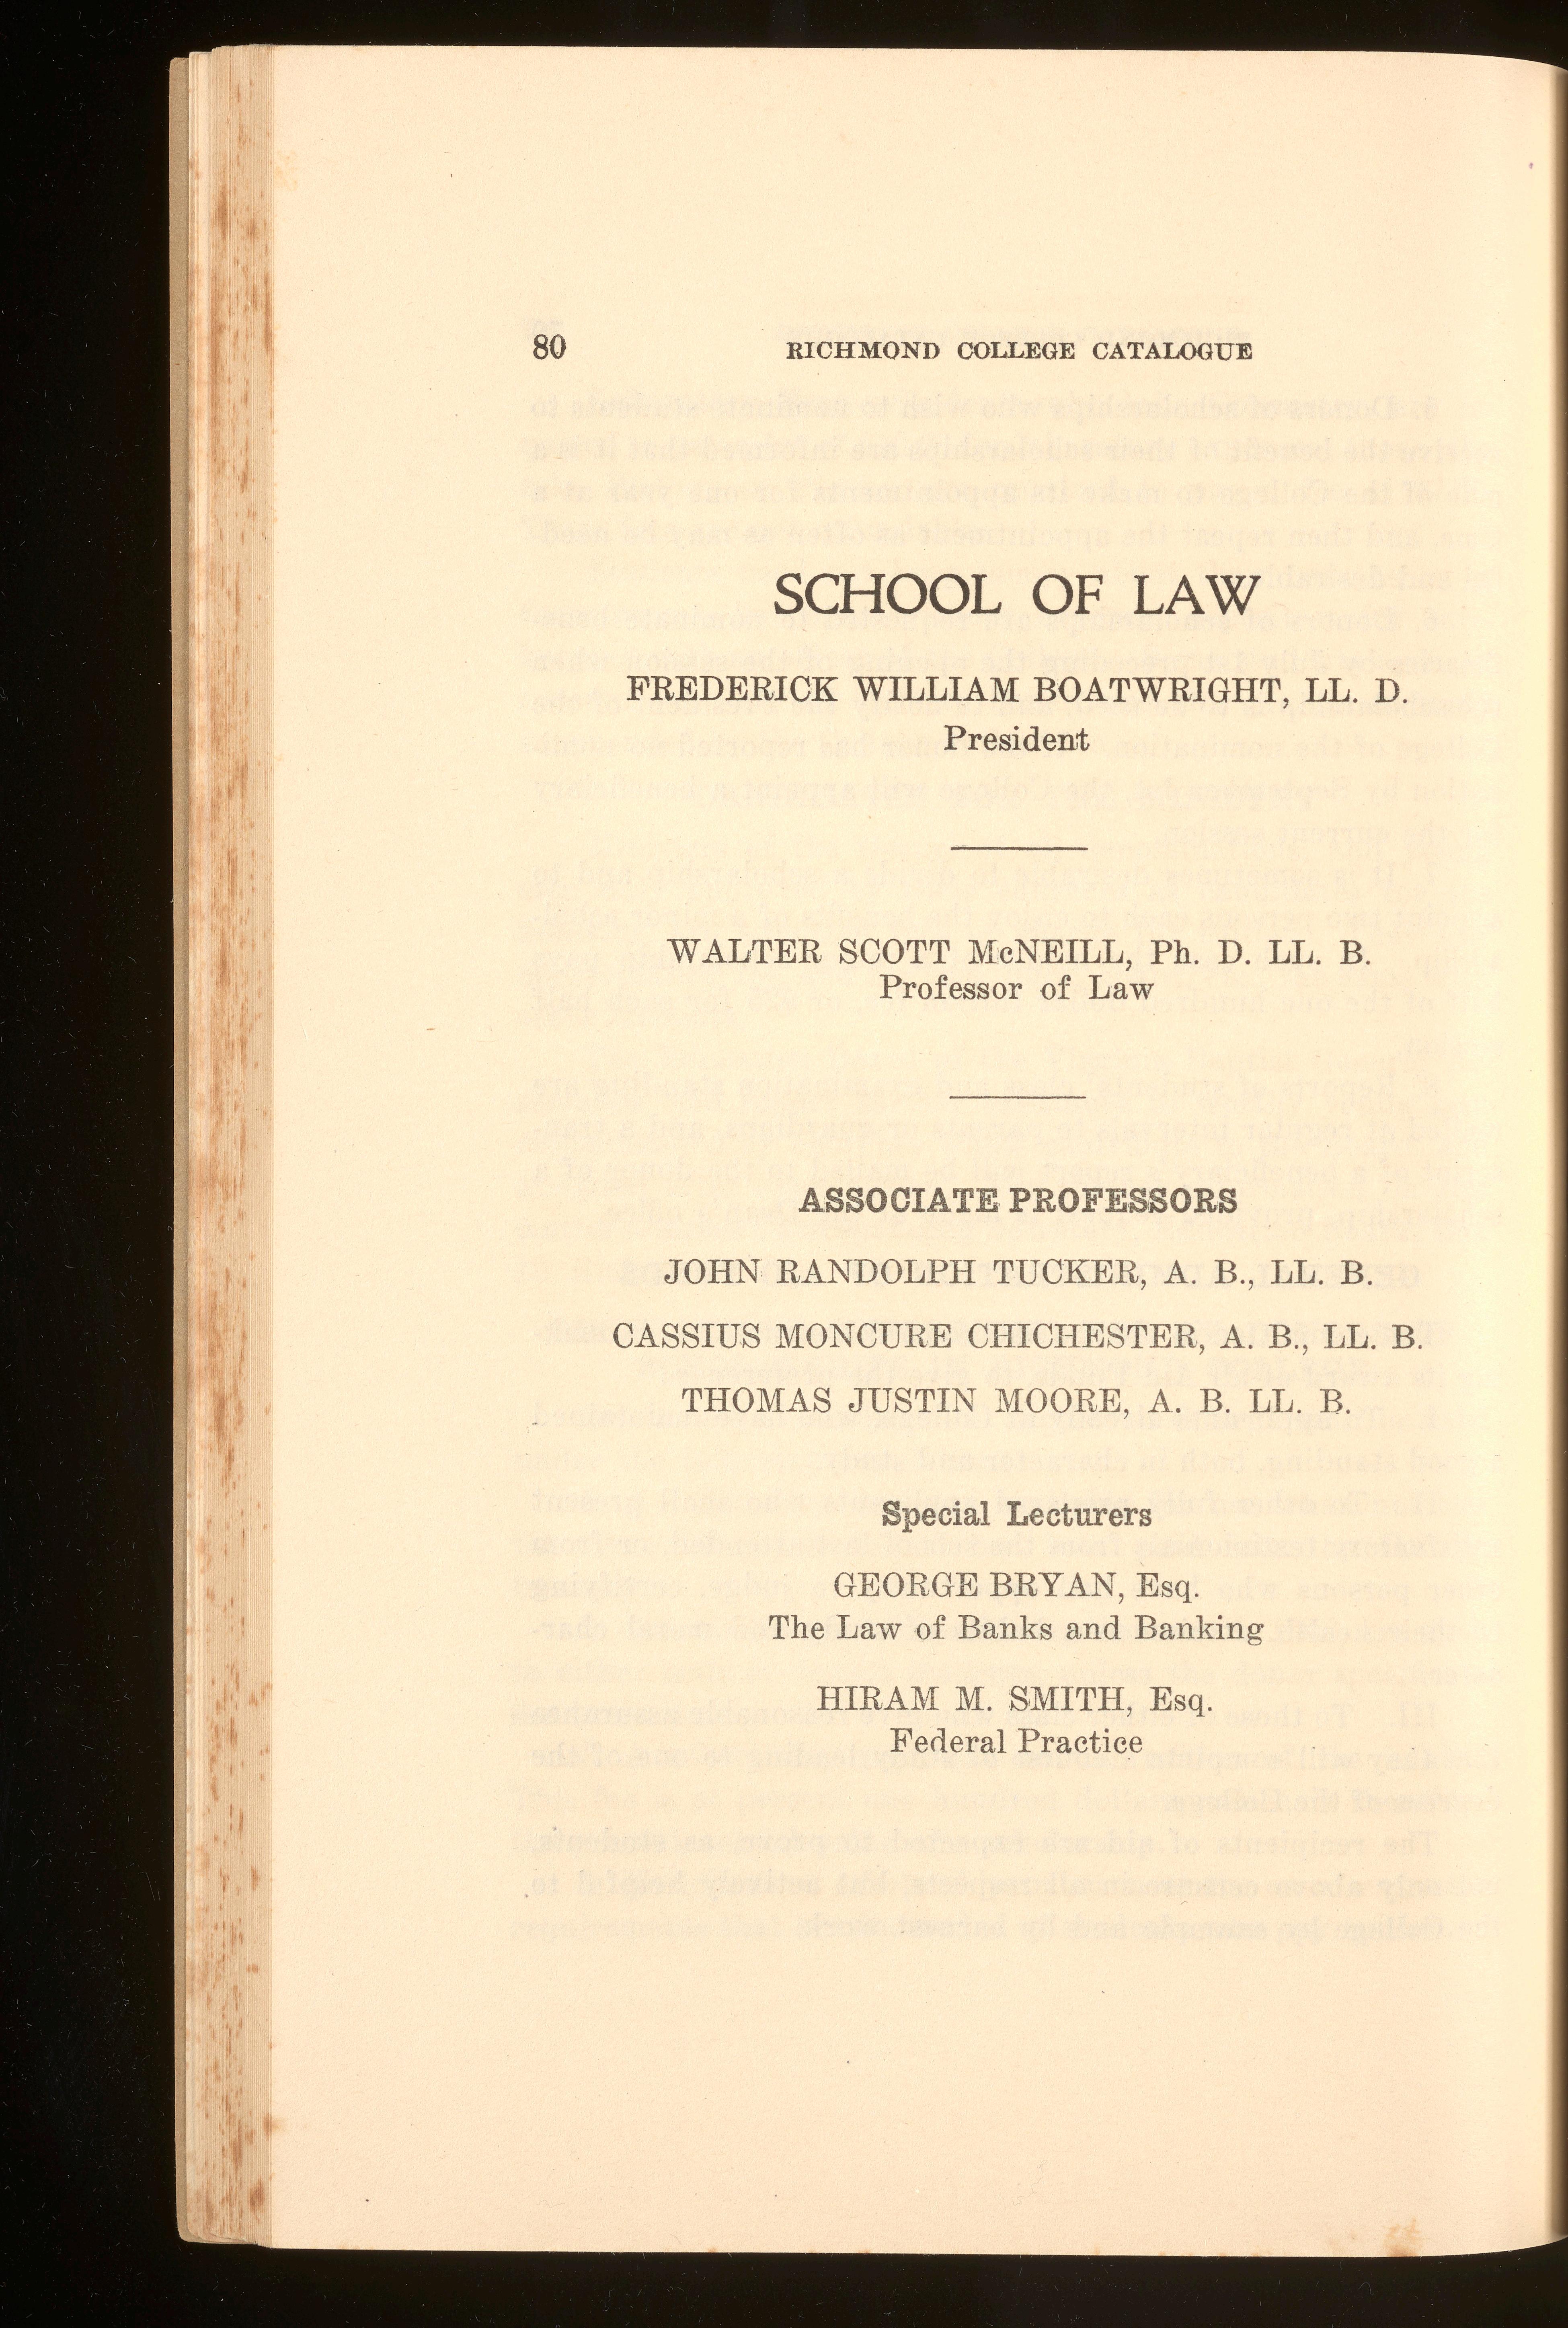 80 RICHMOND COLLEGE CATALOGUE
SCHOOL OF LAW
FREDERICK WILLIAM BOATWRIGHT, LL. D.
President
WALTER SCOTT McNEILL, Ph. D. LL. B.
Professor of Law
ASSOCIATE PROFESSORS
JOHN RANDOLPH TUCKER, A. B., LL. B.
CASSIUS MONCURE CHICHESTER, A. B., LL. B.
THOMAS JUSTIN MOORE, A. B. LL. B.
Special Lecturers
GEORGE BRYAN, Esq.
The Law of Banks and Banking
HIRAM M. SMITH, Esq.
Federal Practice